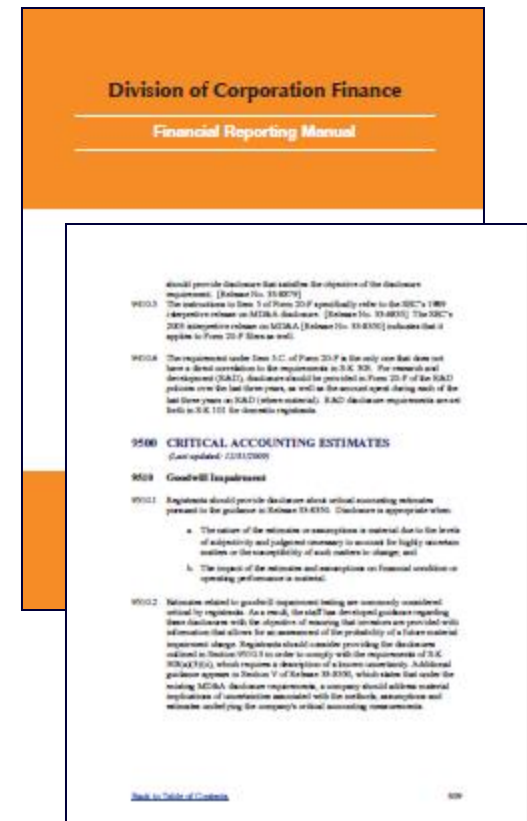 Division of Corporation Finance
Financial Reporting Manual
should provide disclosure that satisfies the objective of the disclosure
requirement. [Release No. 33-8879]
The instructions to Item 5 of Form 20-F specifically refer to the SEC's 1989
interpretive release on MD&A disclosure. [Release No. 33-6835] The SEC's
2003 interpretive release on MD&A [Release No. 33-8350] indicates that it
applies to Form 20-F filers as well.
The requirement under Item 5.C. of Form 20-F is the only one that does not
have a direct correlation to the requirements in S-K 303. For research and
development (R&D), disclosure should be provided in Form 20-F of the R&D
policies over the last three years, as well as the amount spent during each of the
last three years on R&D (where material). R&D disclosure requirements are set
forth in S-K 101 for domestic registrants.
9500 CRITICAL ACCOUNTING ESTIMATES
(Last updated: 12/31/2009)
9510 Goodwill Impairment
9510.1 Registrants should provide disclosure about critical accounting estimates
pursuant to the guidance in Release 33-8350. Disclosure is appropriate when:
a. The nature of the estimates or assumptions is material due to the levels
of subjectivity and judgment necessary to account for highly uncertain
matters or the susceptibility of such matters to change; and
b. The impact of the estimates and assumptions on financial condition or
operating performance is material.
9510.2 Estimates related to goodwill impairment testing are commonly considered
critical by registrants. As a result, the staff has developed guidance regarding
these disclosures with the objective of ensuring that investors are provided with
information that allows for an assessment of the probability of a future material
impairment charge. Registrants should consider providing the disclosures
outlined in Section 9510.3 in order to comply with the requirements of S-K
303(a)(3)(ii), which requires a description of a known uncertainty. Additional
guidance appears in Section V of Release 33-8350, which states that under the
existing MD&A disclosure requirements, a company should address material
implications of uncertainties associated with the methods, assumptions and
estimates underlying the company's critical accounting measurements.
Back to Table of Contents